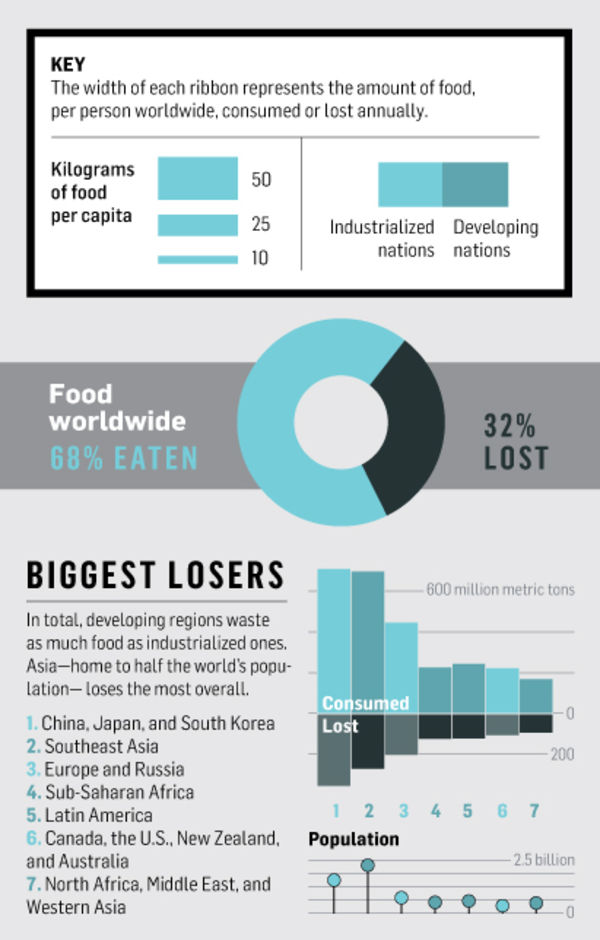 KEY
The width of each ribbon represents the amount of food,
per person worldwide, consumed or lost annually.
Kilograms
of food
per capita
50
25
10
Industrialized
nations
Developing
nations
Food
worldwide
68% EATEN
32%
LOST
BIGGEST LOSERS
In total, developing regions waste
as much food as industrialized ones.
Asia—home to half the world's popu-
lation— loses the most overall.
1. China, Japan, and South Korea
2. Southeast Asia
3. Europe and Russia
4. Sub-Saharan Africa
5. Latin America
6. Canada, the U.S., New Zealand,
and Australia
7. North Africa, Middle East, and
Western Asia
600 million metric tons
Consumed
0
Lost
200
1 2 3 4 5 6 7
Population
2.5 billion
0